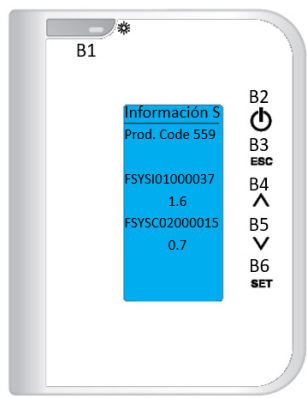 B1
Información S
Prod. Code 559
FSYSI01000037
1.6
FSYSC02000015
0.7
B2
B3
ESC
B4
B5
B6
SET